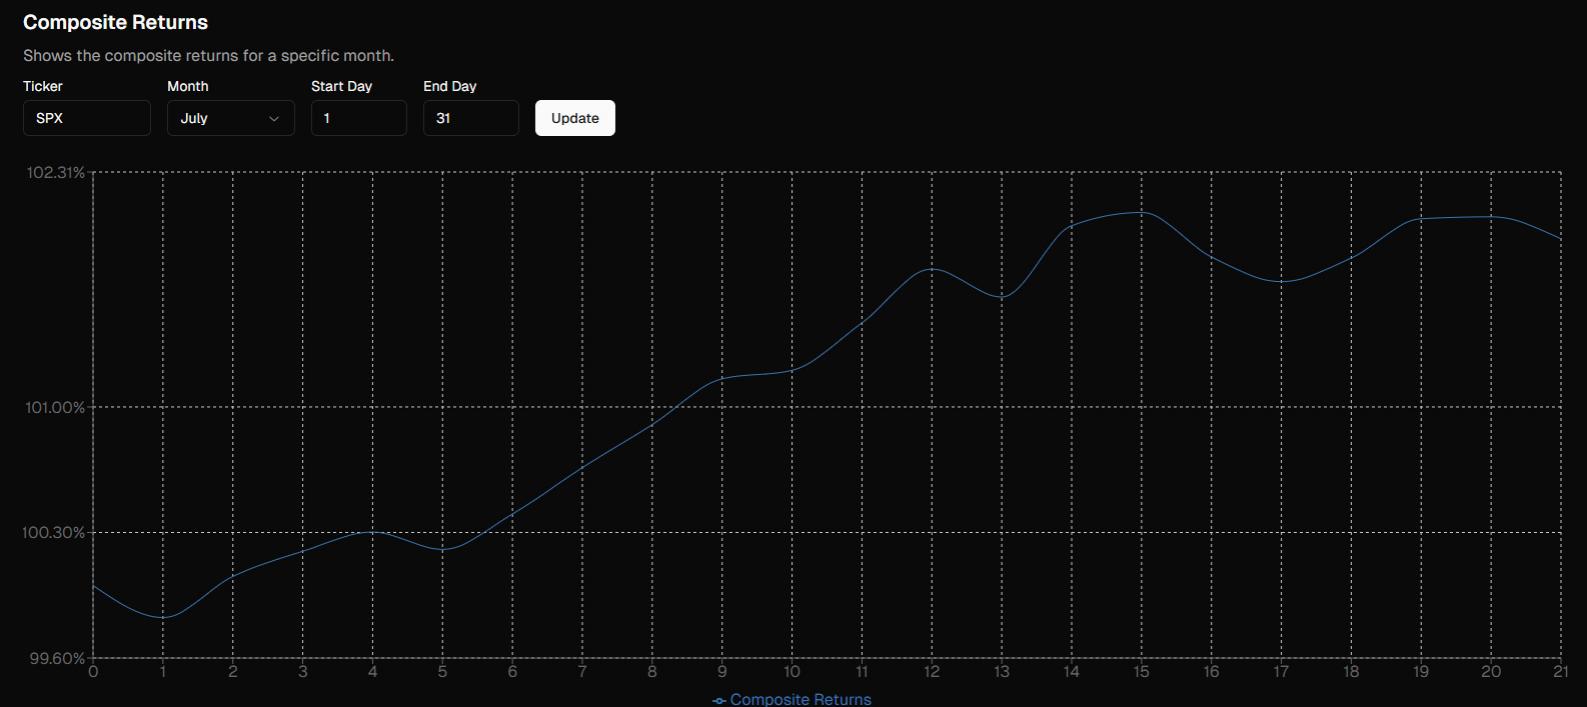 Composite Returns
Shows the composite returns for a specific month.
Ticker Month Start Day End Day
SPX July 1 31 Update
102.31%
101.00%
100.30%
99.60%
0 1 2 3 4 5 6 7 8 9 10 11 12 13 14 15 16 17 18 19 20 21
Composite Returns